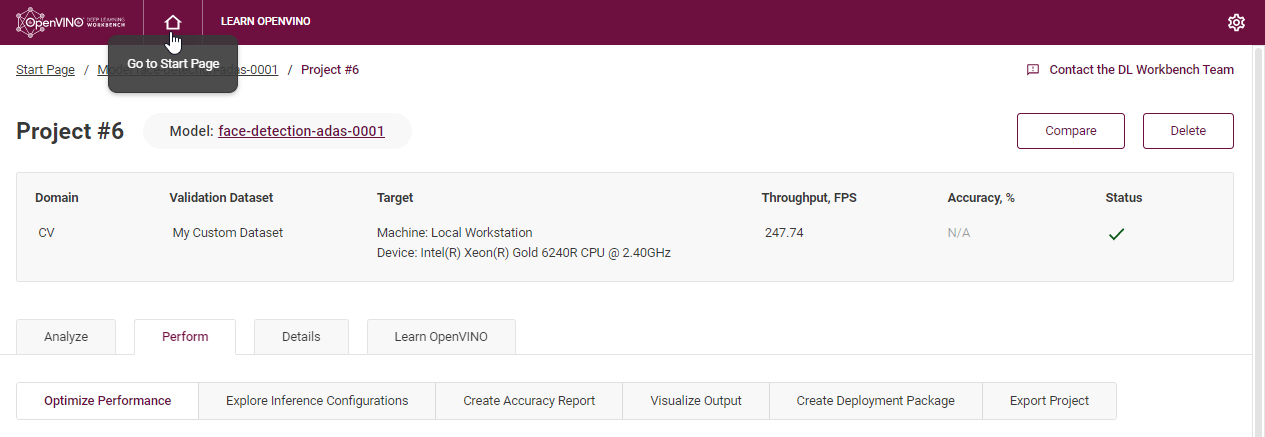 OpenVINO DEEP LEARNING WORKBENCH
LEARN OPENVINO
Go to Start Page
Start Page / Mo -adas-0001 / Project #6
Contact the DL Workbench Team
Project #6
Model: face-detection-adas-0001
Compare
Delete
Domain Validation Dataset Target Throughput, FPS Accuracy, % Status
CV My Custom Dataset Machine: Local Workstation 247.74 N/A
Device: Intel(R) Xeon(R) Gold 6240R CPU @ 2.40GHz
Analyze Perform Details Learn OpenVINO
Optimize Performance Explore Inference Configurations Create Accuracy Report Visualize Output Create Deployment Package Export Project